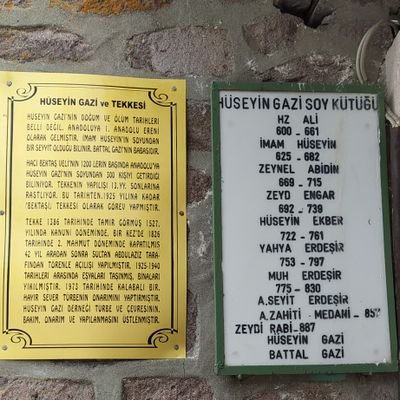 HÜSEYİN GAZİ ve TEKKESİ
HÜSEYİN GAZİ'NİN DOĞUM VE ÖLÜM TARİHLERİ
BELLİ DEĞİL. ANADOLUYA 1. ANADOLU ERENİ
OLARAK GELMİSTİR. İMAM HÜSEYİN'İN SOYUNDAN
BİR SEYYİT OLDUĞU BİLİNİR. BATTAL GAZİ'NİN BABASIDIR.
HACI BEKTAS VELİ'NİN 1200 LERİN BAŞINDA ANADOLU'YA
HÜSEYİN GAZİ'NİN SOYUNDAN 300 KİŞİYİ GETİRDİĞİ
BİLİNİYOR. TEKKENİN YAPILISI 13.YY. SONLARINA
RASTLIYOR. BU TARİHTEN,1925 YILINA KADAR
BEKTAŞİ TEKKESİ OLARAK GÖREV YAPMIŞTIR.
TEKKE 1386 TARİHİNDE TAMİR GÖRMÜŞ 1527.
YILINDA KANUNİ DÖNEMİNDE, BİR KEZ'DE 1826
TARİHİNDE 2. MAHMUT DÖNEMİNDE KAPATILMIŞ
42 YIL ARADAN SONRA SULTAN ABDULAZİZ TARA-
FINDAN TÖRENLE AÇILIŞI YAPILMIŞTIR. 1925-1940
TARİHLERİ ARASINDA EŞYALARI TAŞINMIŞ, BİNALARI
YIKILMIŞTIR. 1973 TARİHİNDE KALABALI BİR.
HAYIR SEVER TÜRBENİN ONARIMINI YAPTIRMIŞTIR.
HÜSEYİN GAZİ DERNEĞİ TÜRBE VE ÇEVRESİNİN,
BAKIM, ONARIM VE YAPILANMASINI ÜSTLENMİŞTİR.
HÜSEYİN GAZİ SOY KÜTÜĞÜ
HZ ALİ
600 - 661
İMAM HÜSEYİN
625 - 682
ZEYNEL ABİDİN
669 - 715
ZEYD ENGAR
692 - 739
HÜSEYİN EKBER
722 - 761
YAHYA ERDEŞİR
753 - 797
MUH ERDEŞİR
775 - 830
A.SEYİT ERDEŞİR
A.ZAHİTİ MEDANİ - 852
ZEYDİ RABİ-887
HÜSEYİN GAZİ
BATTAL GAZİ